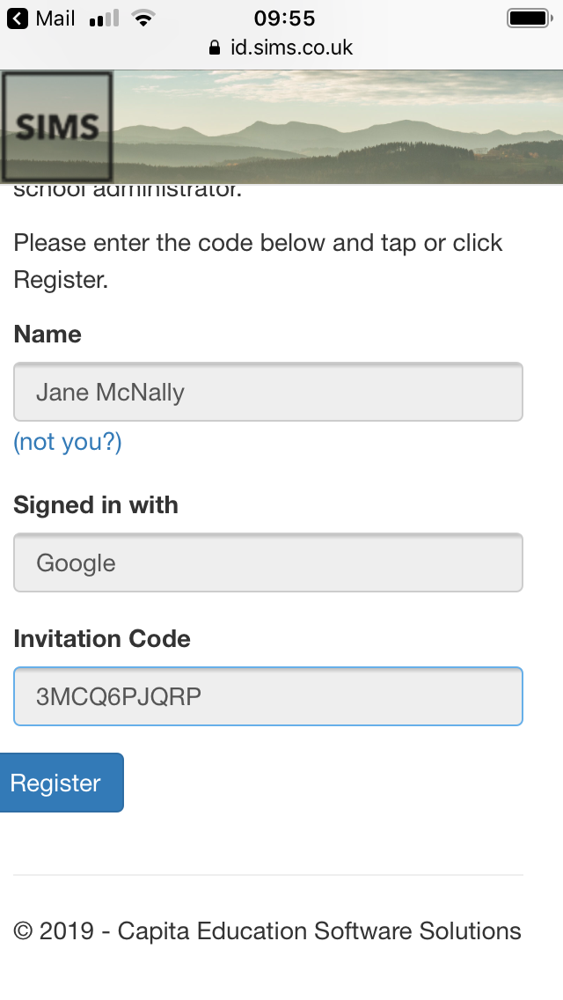 Mail
09:55
id.sims.co.uk
SIMS
school administrator.
Please enter the code below and tap or click
Register.
Name
Jane McNally
(not you?)
Signed in with
Google
Invitation Code
3MCQ6PJQRP
Register
© 2019 - Capita Education Software Solutions